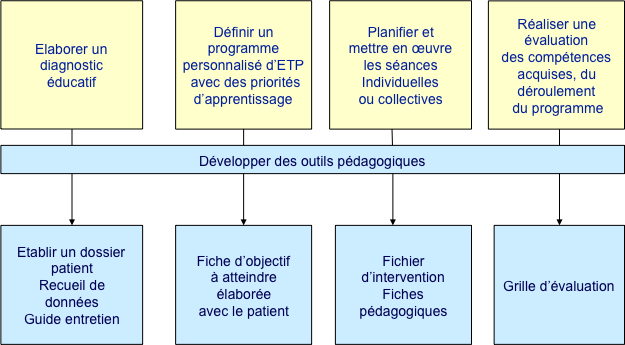 Elaborer un
diagnostic
éducatif
Définir un
programme
personnalisé d’ETP
avec des priorités
d’apprentissage
Planifier et
mettre en œuvre
les séances
Individuelles
ou collectives
Réaliser une
évaluation
des compétences
acquises, du
déroulement
du programme
Développer des outils pédagogiques
Etablir un dossier
patient
Recueil de
données
Guide entretien
Fiche d’objectif
à atteindre
élaborée
avec le patient
Fichier
d’intervention
Fiches
pédagogiques
Grille d’évaluation